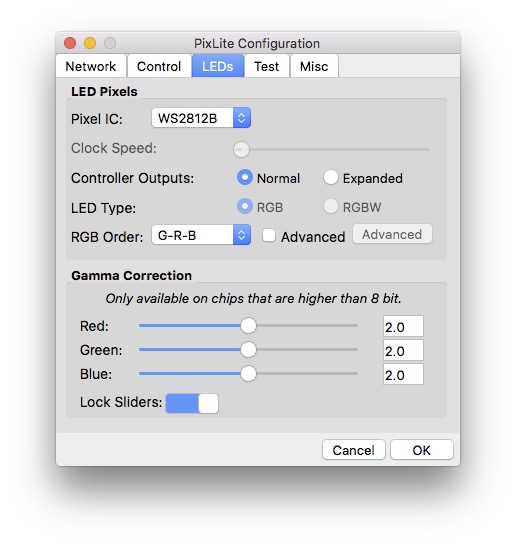 PixLite Configuration
Network Control LEDs Test Misc
LED Pixels
Pixel IC: WS2812B
Clock Speed:
Controller Outputs: Normal Expanded
LED Type: RGB RGBW
RGB Order: G-R-B Advanced Advanced
Gamma Correction
Only available on chips that are higher than 8 bit.
Red: 2.0
Green: 2.0
Blue: 2.0
Lock Sliders:
Cancel OK